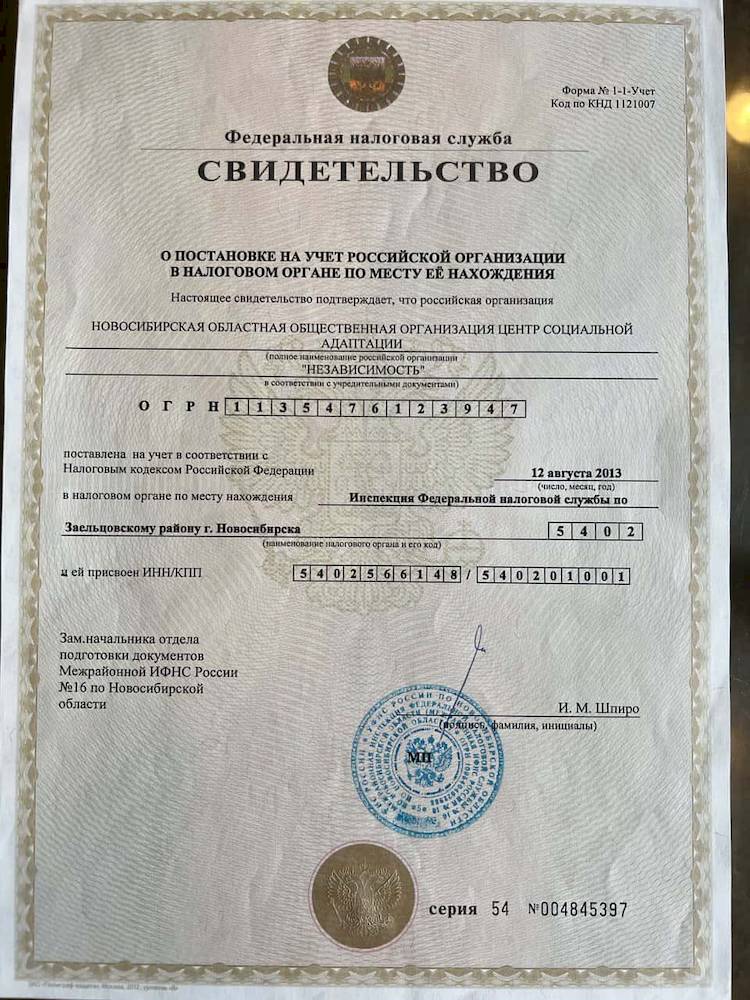 Форма № 1-1-Учет
Код по КНД 1121007
Федеральная налоговая служба
СВИДЕТЕЛЬСТВО
О ПОСТАНОВКЕ НА УЧЕТ РОССИЙСКОЙ ОРГАНИЗАЦИИ
В НАЛОГОВОМ ОРГАНЕ ПО МЕСТУ ЕЁ НАХОЖДЕНИЯ
Настоящее свидетельство подтверждает, что российская организация
НОВОСИБИРСКАЯ ОБЛАСТНАЯ ОБЩЕСТВЕННАЯ ОРГАНИЗАЦИЯ ЦЕНТР СОЦИАЛЬНОЙ
АДАПТАЦИИ
(полное наименование российской организации
"НЕЗАВИСИМОСТЬ"
в соответствии с учредительными документами)
О Г Р Н 1 1 3 5 4 7 6 1 2 3 9 4 7
поставлена на учет в соответствии с
Налоговым кодексом Российской Федерации 12 августа 2013
(число, месяц, год)
в налоговом органе по месту нахождения Инспекция Федеральной налоговой службы по
Заельцовскому району г. Новосибирска 5 4 0 2
(наименование налогового органа и его код)
и ей присвоен ИНН/КПП 5 4 0 2 5 6 6 1 4 8 / 5 4 0 2 0 1 0 0 1
Зам.начальника отдела
подготовки документов
Межрайонной ИФНС России
№16 по Новосибирской
области И. М. Шпиро
(подпись, фамилия, инициалы)
МП
серия 54 №004845397